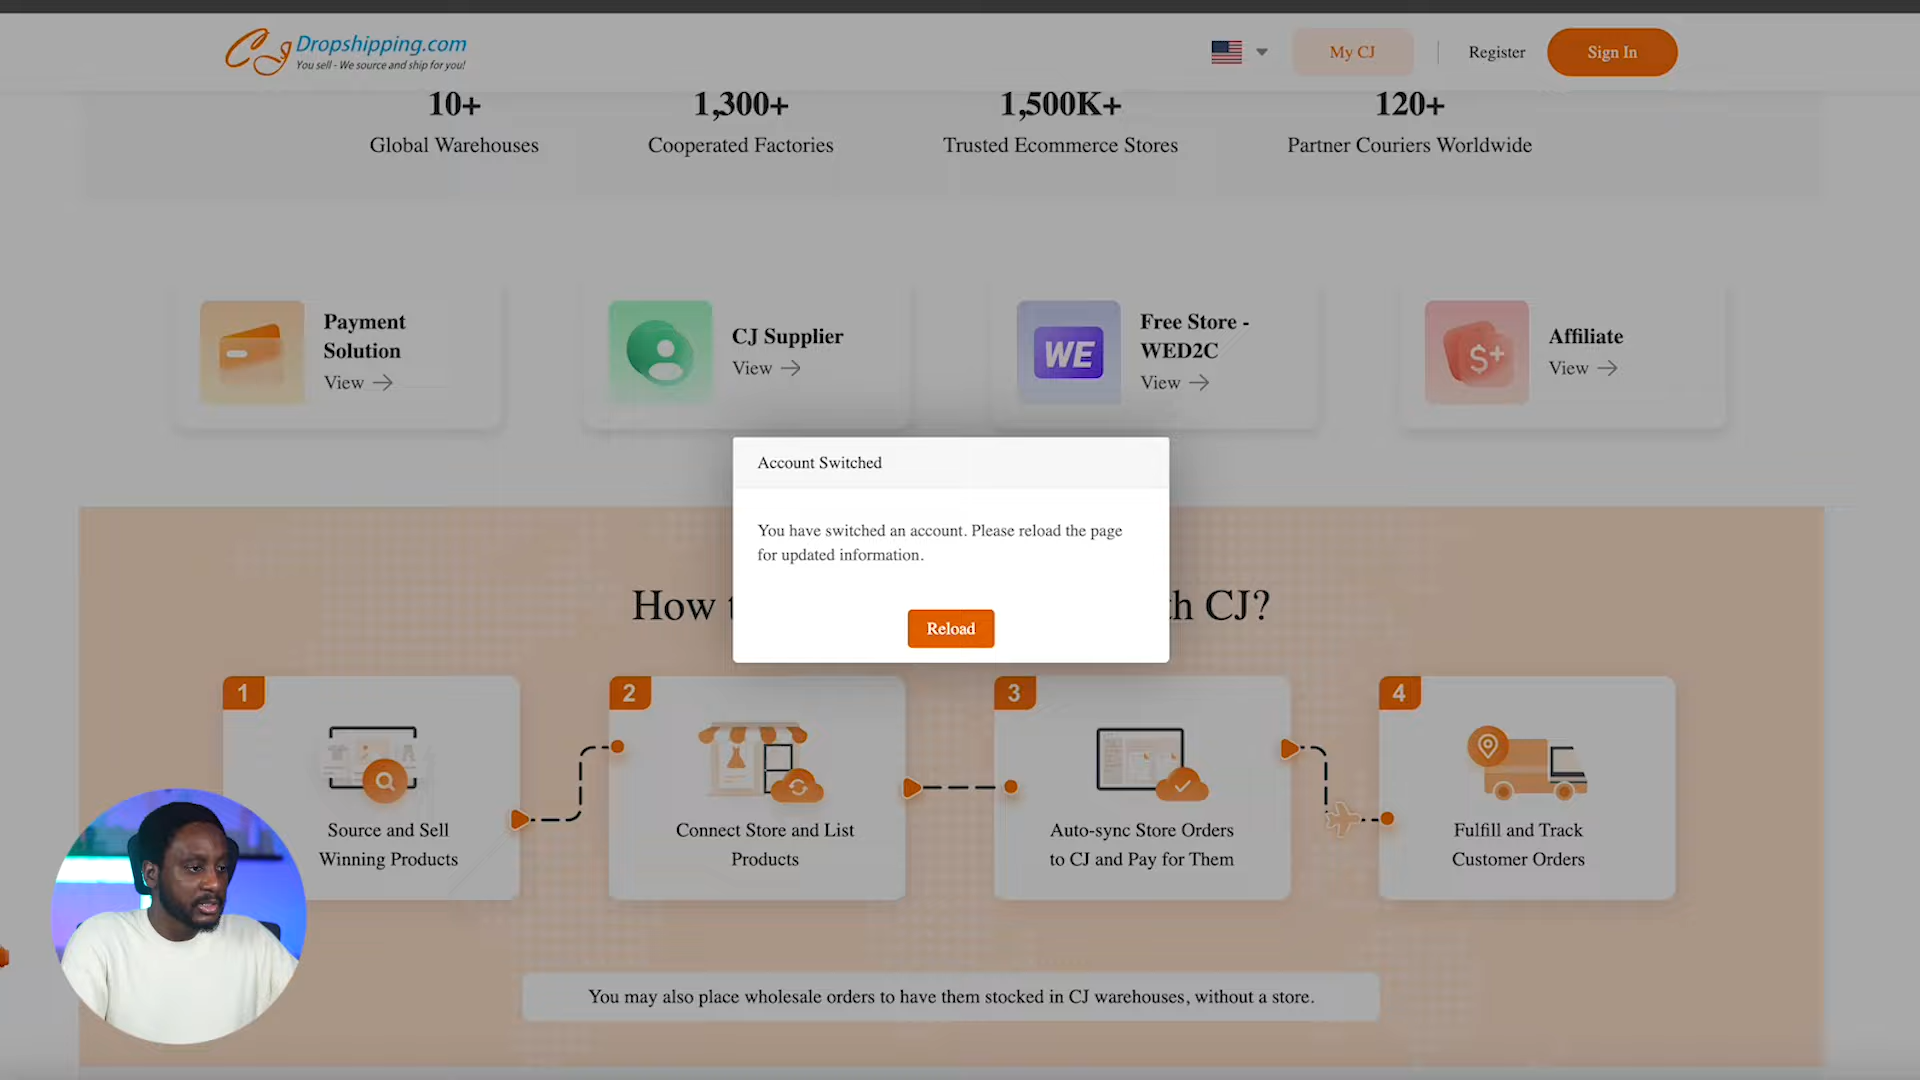 CJ Dropshipping.com
You sell - We source and ship for you!
My CJ
Register
Sign In
10+
Global Warehouses
1,300+
Cooperated Factories
1,500K+
Trusted Ecommerce Stores
120+
Partner Couriers Worldwide
Payment
Solution
View
CJ Supplier
View
WE
Free Store -
WED2C
View
$+
Affiliate
View
Account Switched
You have switched an account. Please reload the page
for updated information.
Reload
How t
h CJ?
1
Source and Sell
Winning Products
2
Connect Store and List
Products
3
Auto-sync Store Orders
to CJ and Pay for Them
4
Fulfill and Track
Customer Orders
You may also place wholesale orders to have them stocked in CJ warehouses, without a store.